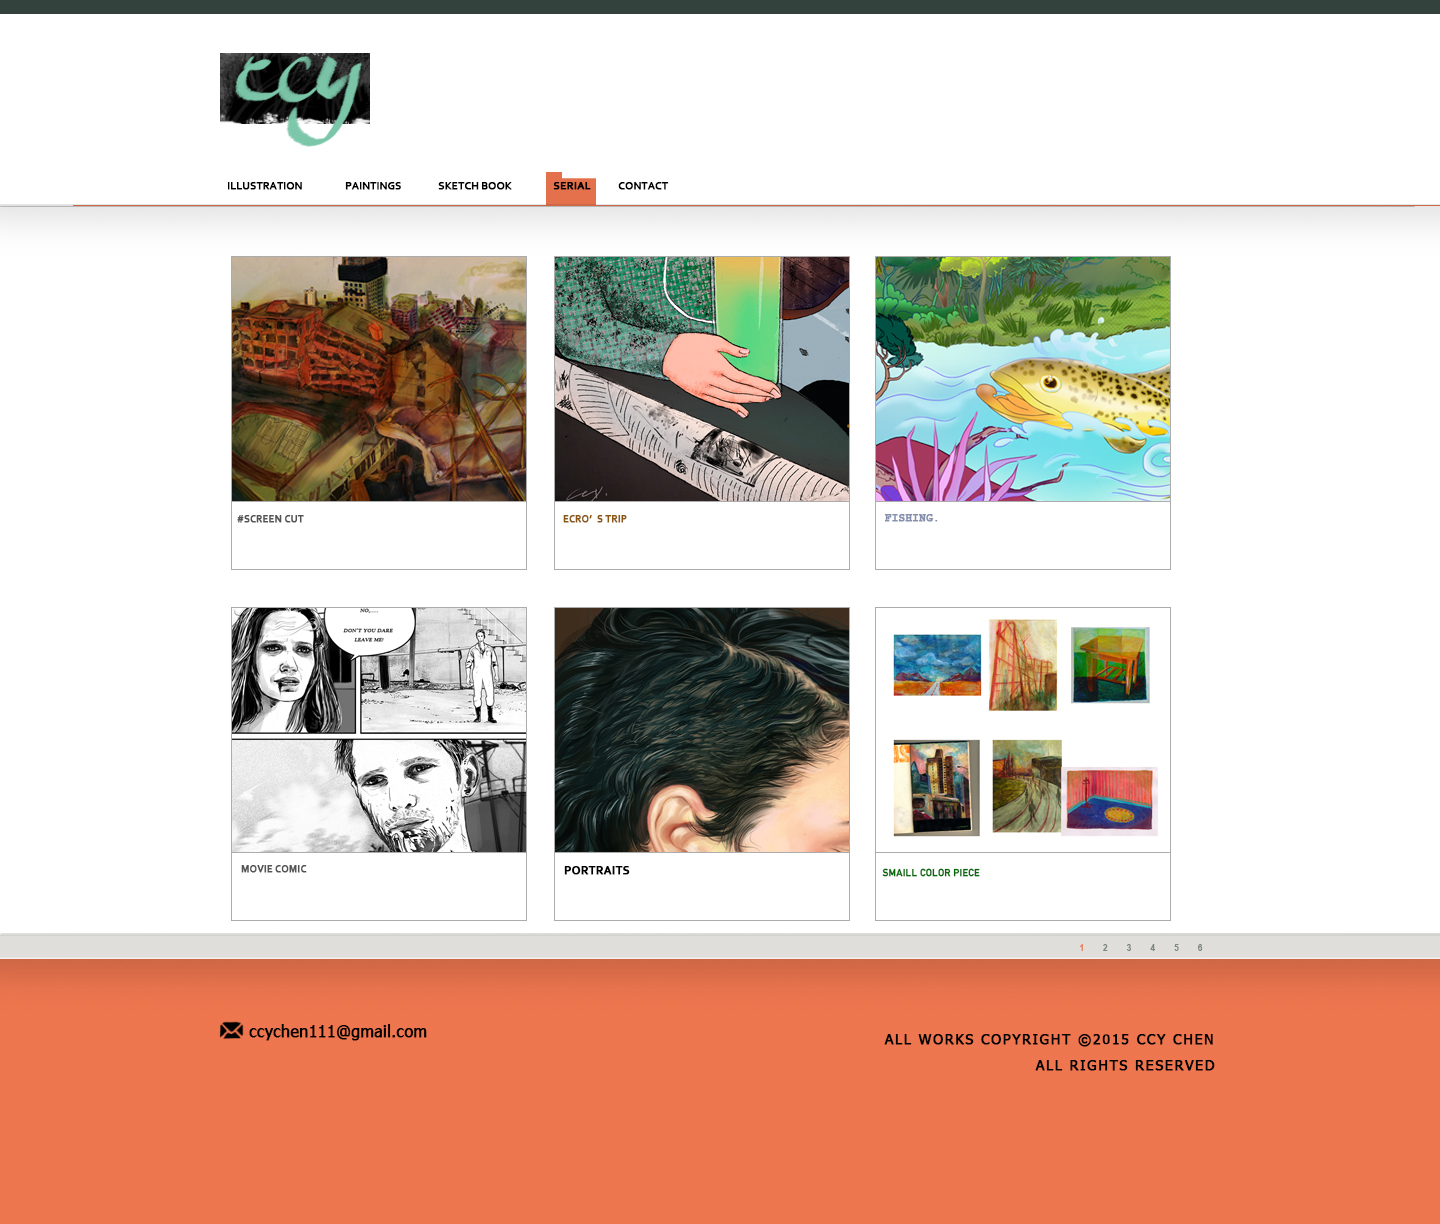 ccy
ILLUSTRATION PAINTINGS SKETCH BOOK SERIAL CONTACT
ccy.
#SCREEN CUT
ECRO’S TRIP
FISHING.
NO,.....
DON'T YOU DARE
LEAVE ME!
MOVIE COMIC
PORTRAITS
SMAILL COLOR PIECE
1 2 3 4 5 6
ccychen111@gmail.com
ALL WORKS COPYRIGHT ©2015 CCY CHEN
ALL RIGHTS RESERVED